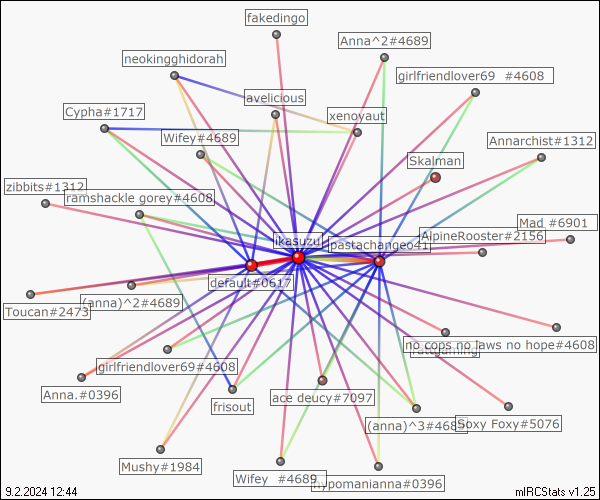 fakedingo
Anna^2#4689
neokingghidorah
girlfriendlover69 #4608
avelicious
Cypha#1717
xenoyaut
Wifey#4689
Annarchist#1312
Skalman
zibbits#1312
ramshackle gorey#4608
Mad_#6901
AlpineRooster#2156
ikasuzu
pastachangeo41
default#0617
(anna)^2#4689
Toucan#2473
no cops no laws no hope#4608
girlfriendlover69#4608
Anna.#0396
ace deucy#7097
frisout
Soxy Foxy#5076
(anna)^3#4689
Mushy#1984
Wifey #4689
hypomanianna#0396
9.2.2024 12:44
mIRCStats v1.25